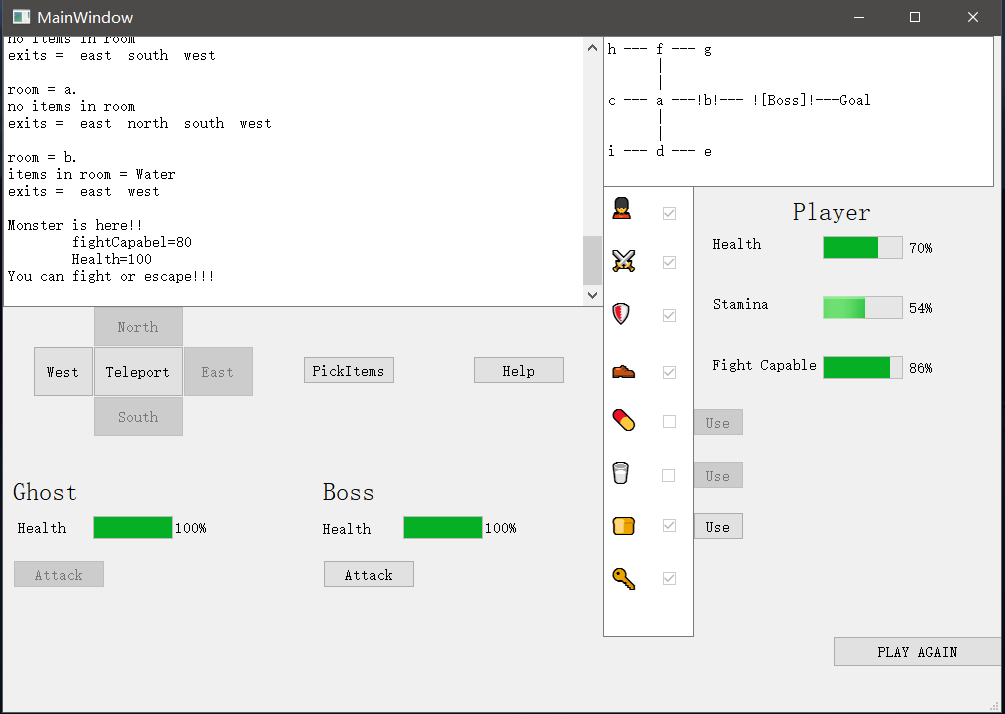 MainWindow
no items in room
exits =  east  south  west
room = a.
no items in room
exits =  east  north  south  west
room = b.
items in room = Water
exits =  east  west
Monster is here!!
fightCapabel=80
Health=100
You can fight or escape!!!
h --- f --- g
|
|
c --- a ---!b!--- ![Boss]!---Goal
|
|
i --- d --- e
North
West
Teleport
East
South
PickItems
Help
Ghost
Health
100%
Attack
Boss
Health
100%
Attack
Player
Health
70%
Stamina
54%
Fight Capable
86%
Use
Use
Use
PLAY AGAIN